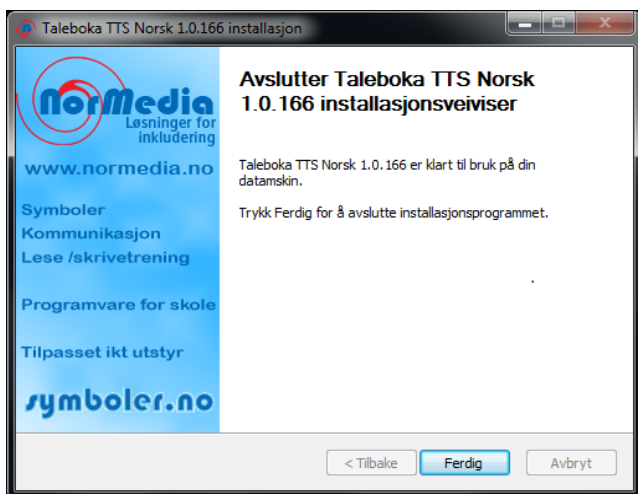 Taleboka TTS Norsk 1.0.166 installasjon
NorMedia
Løsninger for
inkludering
www.normedia.no
Symboler
Kommunikasjon
Lese /skrivetrening
Programvare for skole
Tilpasset ikt utstyr
symboler.no
Avslutter Taleboka TTS Norsk
1.0.166 installasjonsveiviser
Taleboka TTS Norsk 1.0.166 er klart til bruk på din
datamskin.
Trykk Ferdig for å avslutte installasjonsprogrammet.
< Tilbake
Ferdig
Avbryt